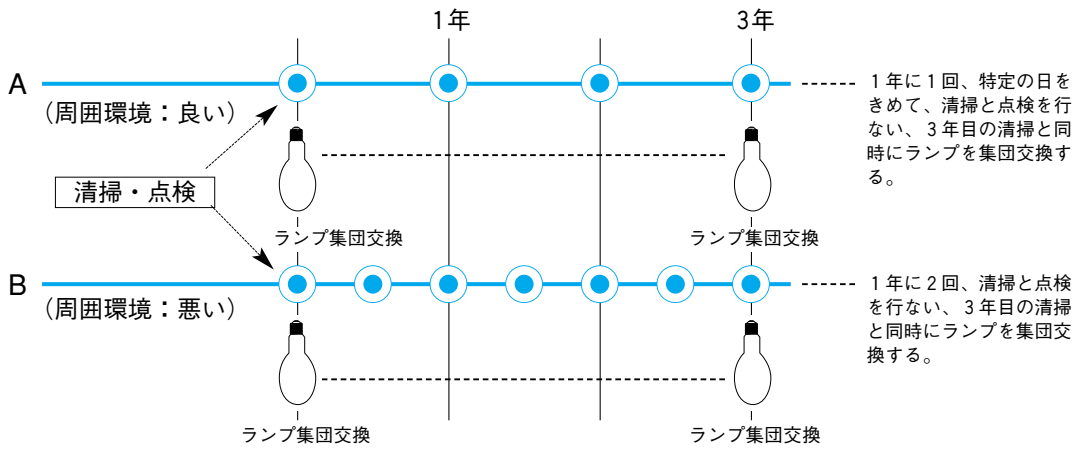 1年
3年
A
(周囲環境：良い)
1年に1回、特定の日を
きめて、清掃と点検を行
ない、3年目の清掃と同
時にランプを集団交換す
る。
清掃・点検
ランプ集団交換
ランプ集団交換
B
(周囲環境：悪い)
1年に2回、清掃と点検
を行ない、3年目の清掃
と同時にランプを集団交
換する。
ランプ集団交換
ランプ集団交換